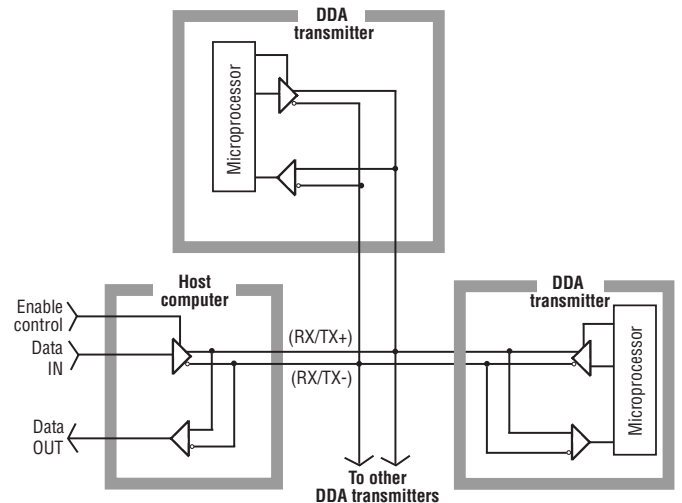 DDA
transmitter
Microprocessor
Host
computer
DDA
transmitter
Enable
control
Data
IN
Data
OUT
(RX/TX+)
(RX/TX-)
Microprocessor
To other
DDA transmitters